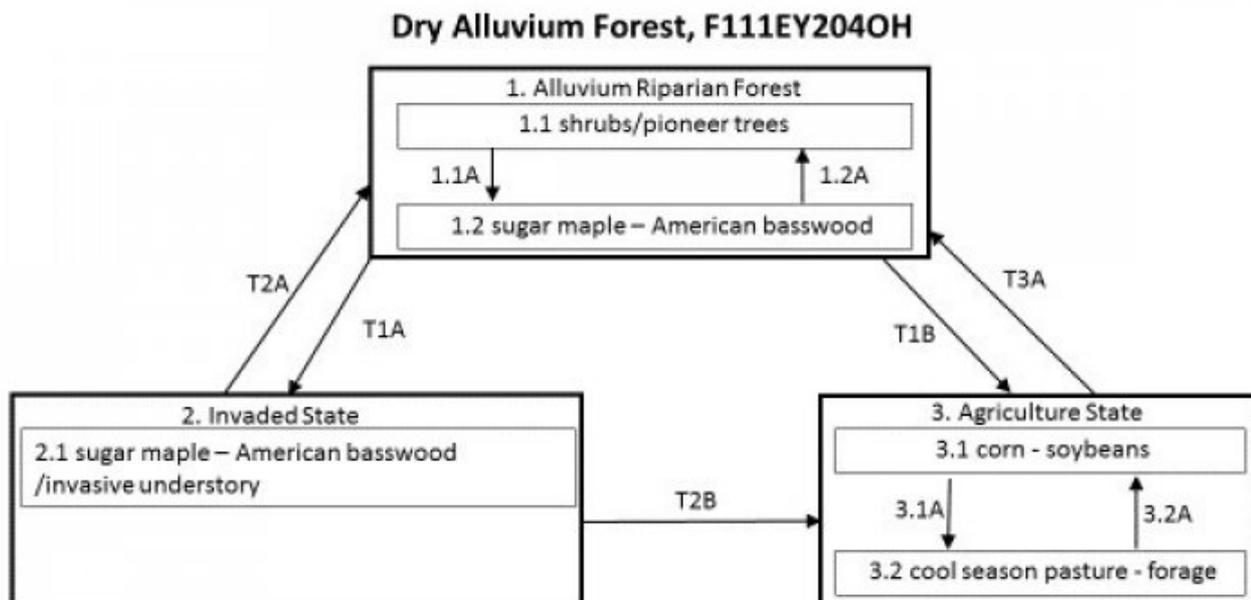 Dry Alluvium Forest, F111EY204OH
1. Alluvium Riparian Forest
1.1 shrubs/pioneer trees
1.1A
1.2A
1.2 sugar maple – American basswood
T2A
T1A
T1B
T3A
2. Invaded State
2.1 sugar maple – American basswood
/invasive understory
T2B
3. Agriculture State
3.1 corn - soybeans
3.1A
3.2A
3.2 cool season pasture - forage